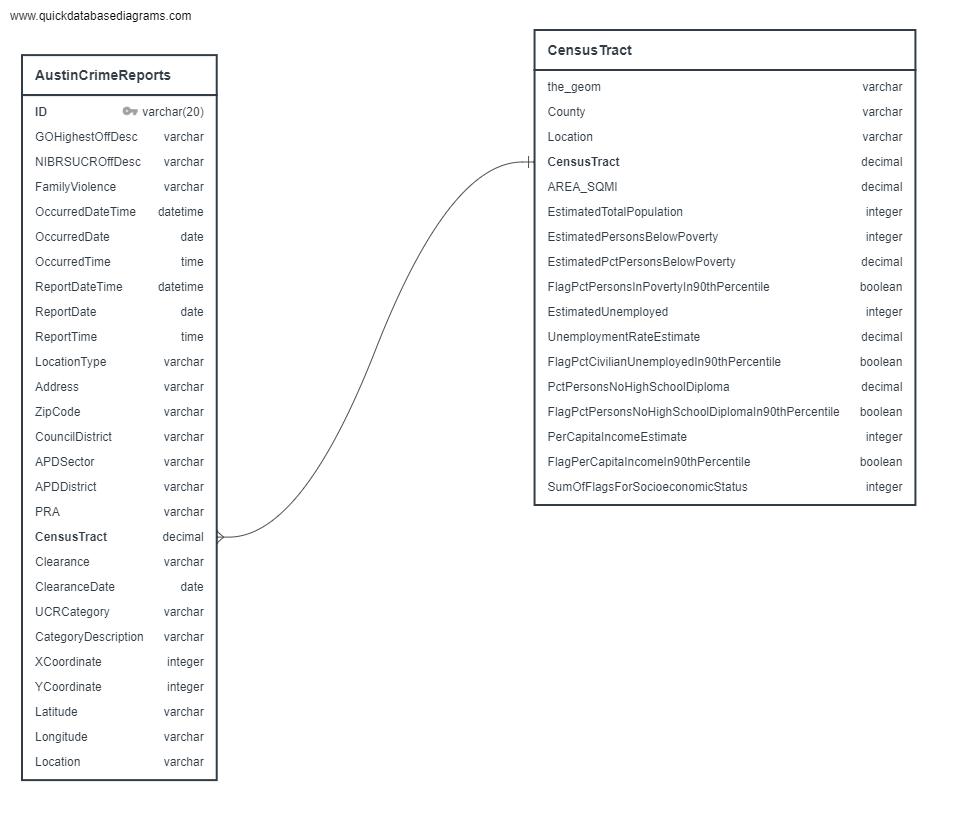 www.quickdatabasediagrams.com
AustinCrimeReports
ID varchar(20)
GOHighestOffDesc varchar
NIBRSUCROffDesc varchar
FamilyViolence varchar
OccurredDateTime datetime
OccurredDate date
OccurredTime time
ReportDateTime datetime
ReportDate date
ReportTime time
LocationType varchar
Address varchar
ZipCode varchar
CouncilDistrict varchar
APDSector varchar
APDDistrict varchar
PRA varchar
CensusTract decimal
Clearance varchar
ClearanceDate date
UCRCategory varchar
CategoryDescription varchar
XCoordinate integer
YCoordinate integer
Latitude varchar
Longitude varchar
Location varchar
CensusTract
the_geom varchar
County varchar
Location varchar
CensusTract decimal
AREA_SQMI decimal
EstimatedTotalPopulation integer
EstimatedPersonsBelowPoverty integer
EstimatedPctPersonsBelowPoverty decimal
FlagPctPersonsInPovertyIn90thPercentile boolean
EstimatedUnemployed integer
UnemploymentRateEstimate decimal
FlagPctCivilianUnemployedIn90thPercentile boolean
PctPersonsNoHighSchoolDiploma decimal
FlagPctPersonsNoHighSchoolDiplomaIn90thPercentile boolean
PerCapitaIncomeEstimate integer
FlagPerCapitaIncomeIn90thPercentile boolean
SumOfFlagsForSocioeconomicStatus integer